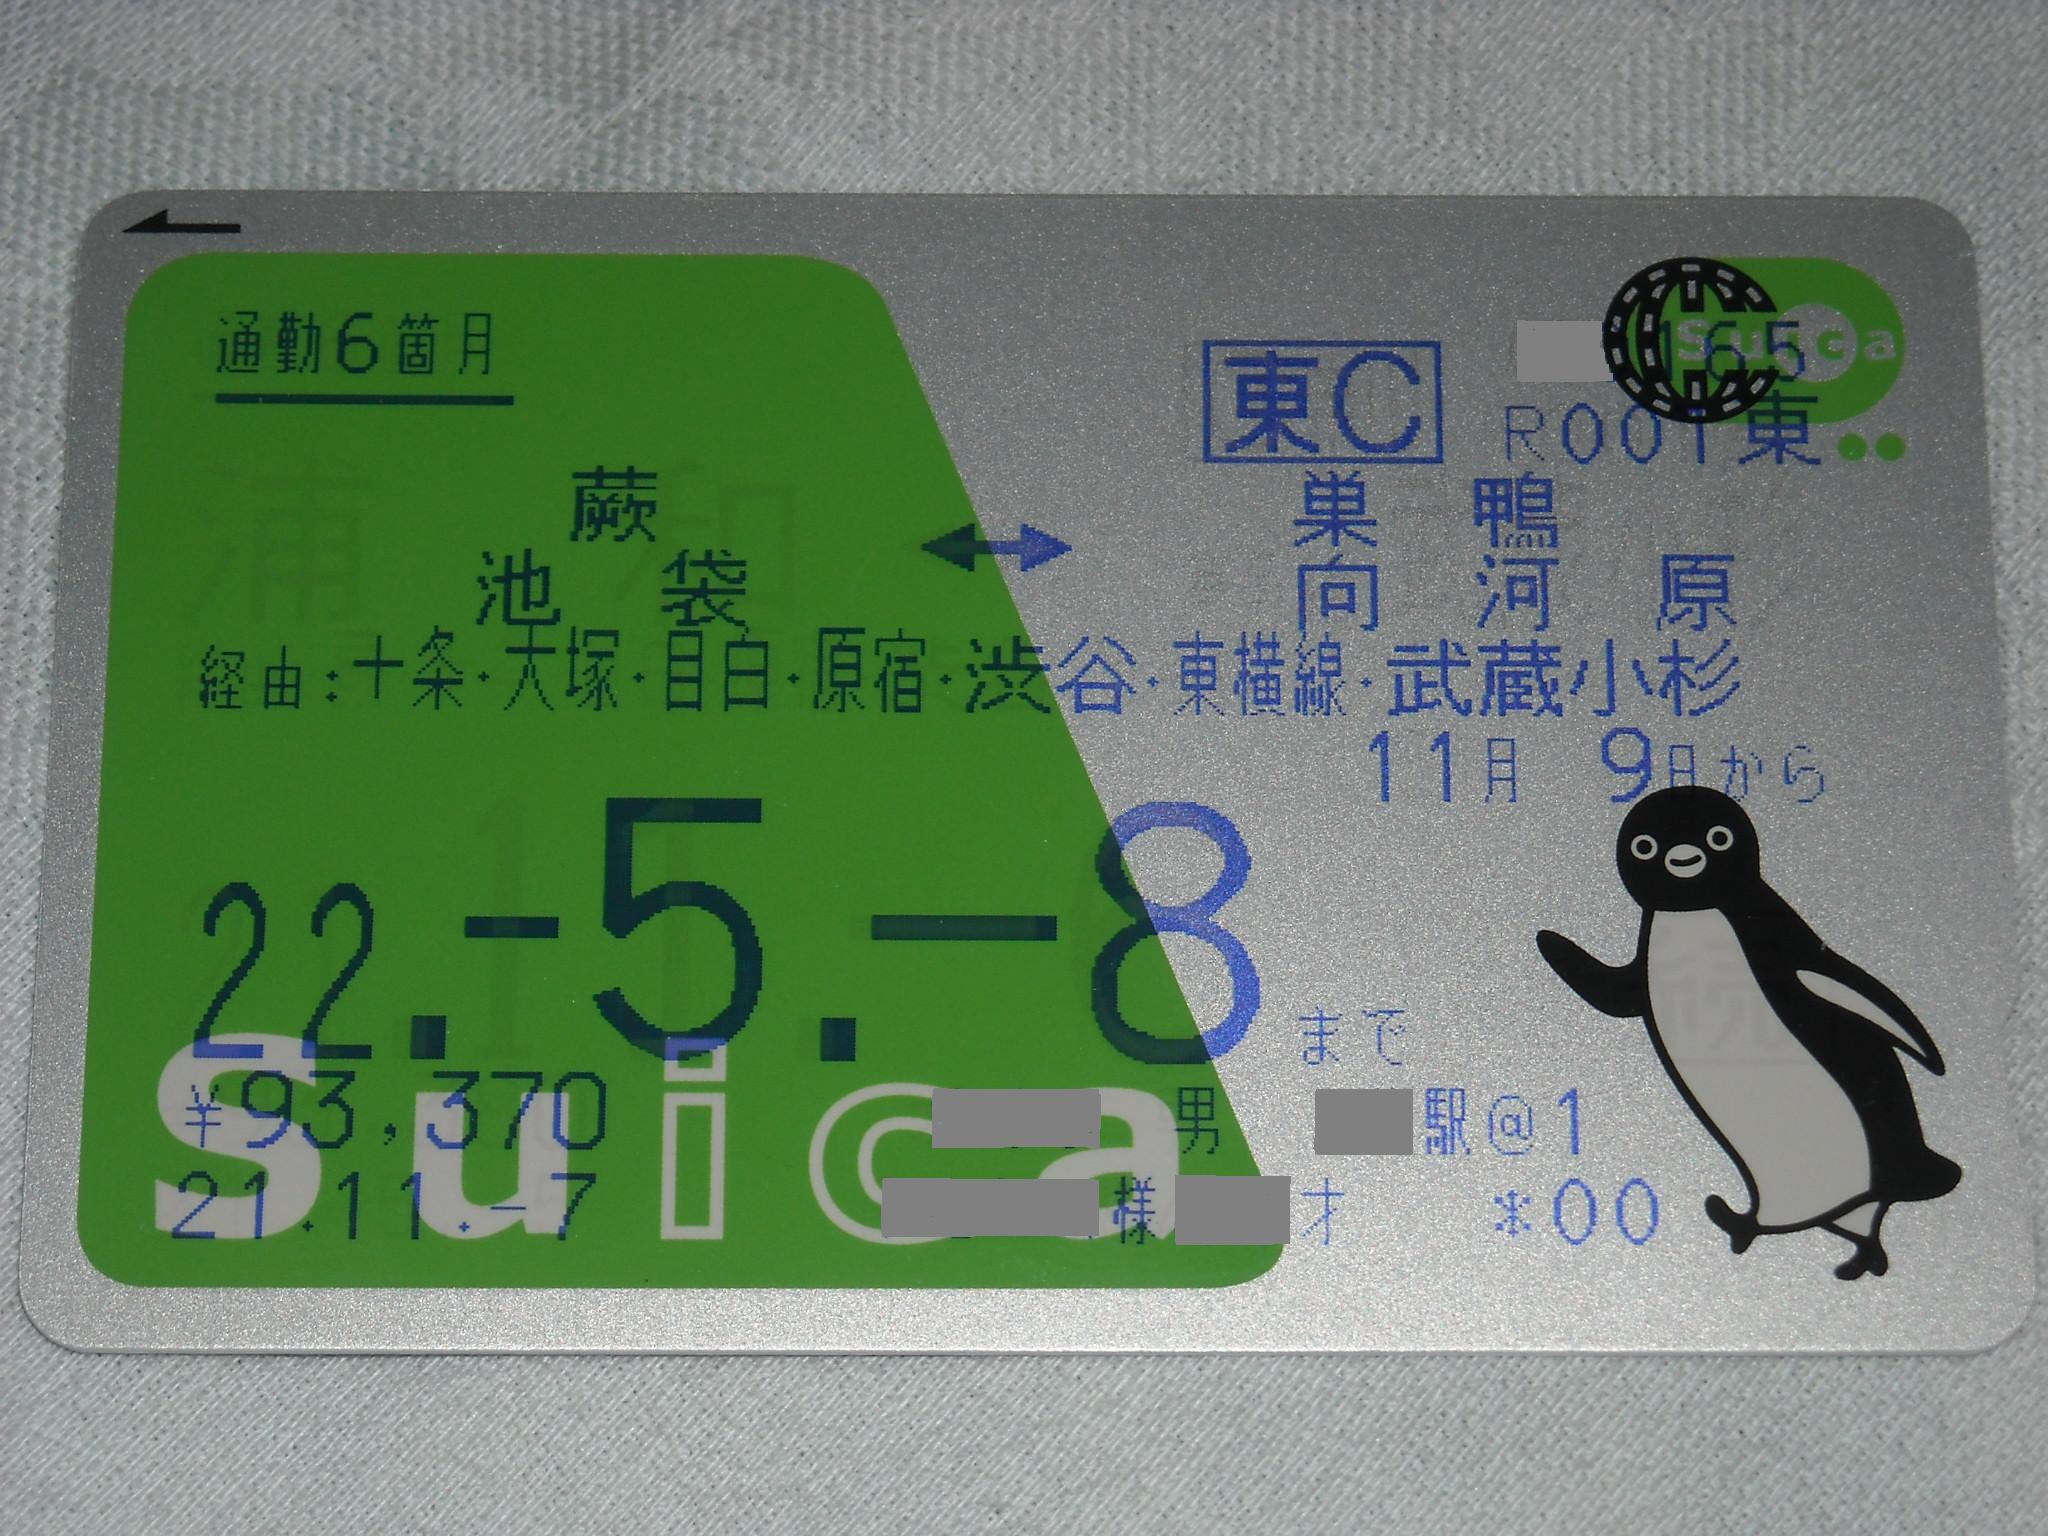 通勤6箇月
東C
165
R001東
蕨 ↔ 巣鴨
池袋 向河原
経由:十条・大塚・目白・原宿・渋谷・東横線・武蔵小杉
11月 9日から
22.-5.-8まで
¥93,370 男 駅@1
21.11.-7 様 才 *00
Suica
Suica